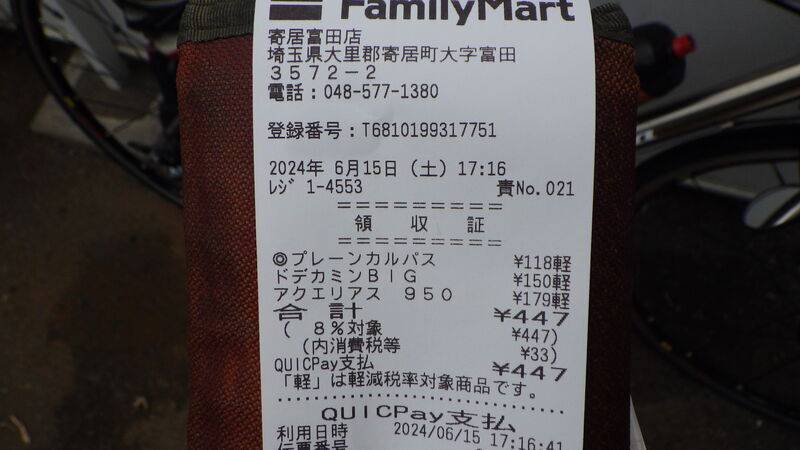 FamilyMart
寄居富田店
埼玉県大里郡寄居町大字富田
3572-2
電話:048-577-1380
登録番号:T6810199317751
2024年 6月15日(土) 17:16
ﾚｼﾞ 1-4553 責No.021
=========
領 収 証
=========
◎プレーンカルパス ¥118軽
ドデカミンBIG ¥150軽
アクエリアス 950 ¥179軽
合 計 ¥447
( 8%対象 ¥447)
(内消費税等 ¥33)
QUICPay支払 ¥447
「軽」は軽減税率対象商品です。
QUICPay支払
利用日時 2024/06/15 17:16:41
伝票番号